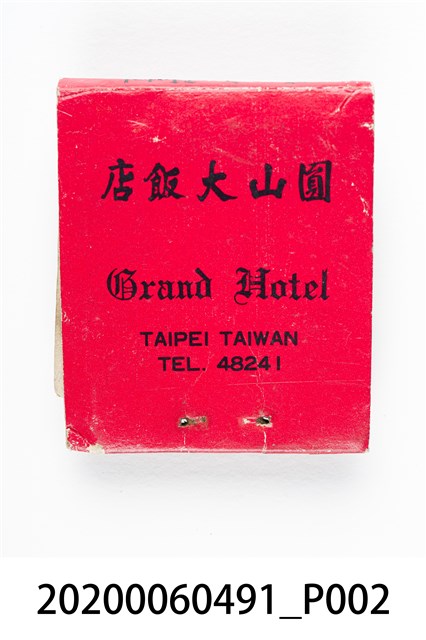 圓山大飯店
Grand Hotel
TAIPEI TAIWAN
TEL. 48241
20200060491_P002